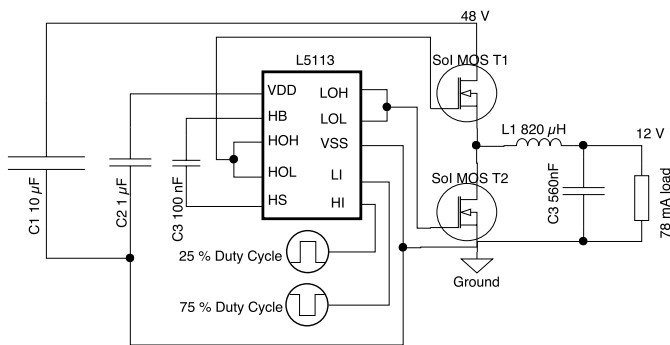 48 V
L5113
SoI MOS T1
VDD
HB
HOH
HOL
HS
LOH
LOL
VSS
LI
HI
L1 820 µH
12 V
SoI MOS T2
C1 10 µF
C2 1 µF
C3 100 nF
C3 560nF
78 mA load
25 % Duty Cycle
75 % Duty Cycle
Ground